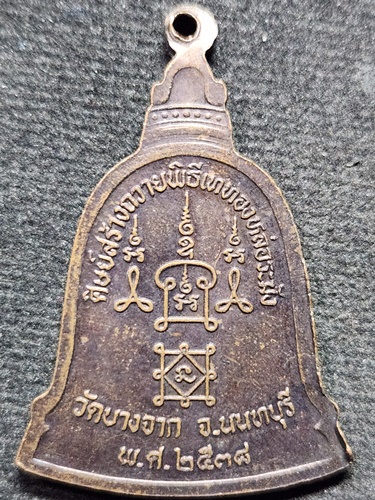 ศิษย์สร้างถวายพิธีเททองหล่อระฆัง
วัดบางจาก จ.นนทบุรี
พ.ศ.๒๕๓๘